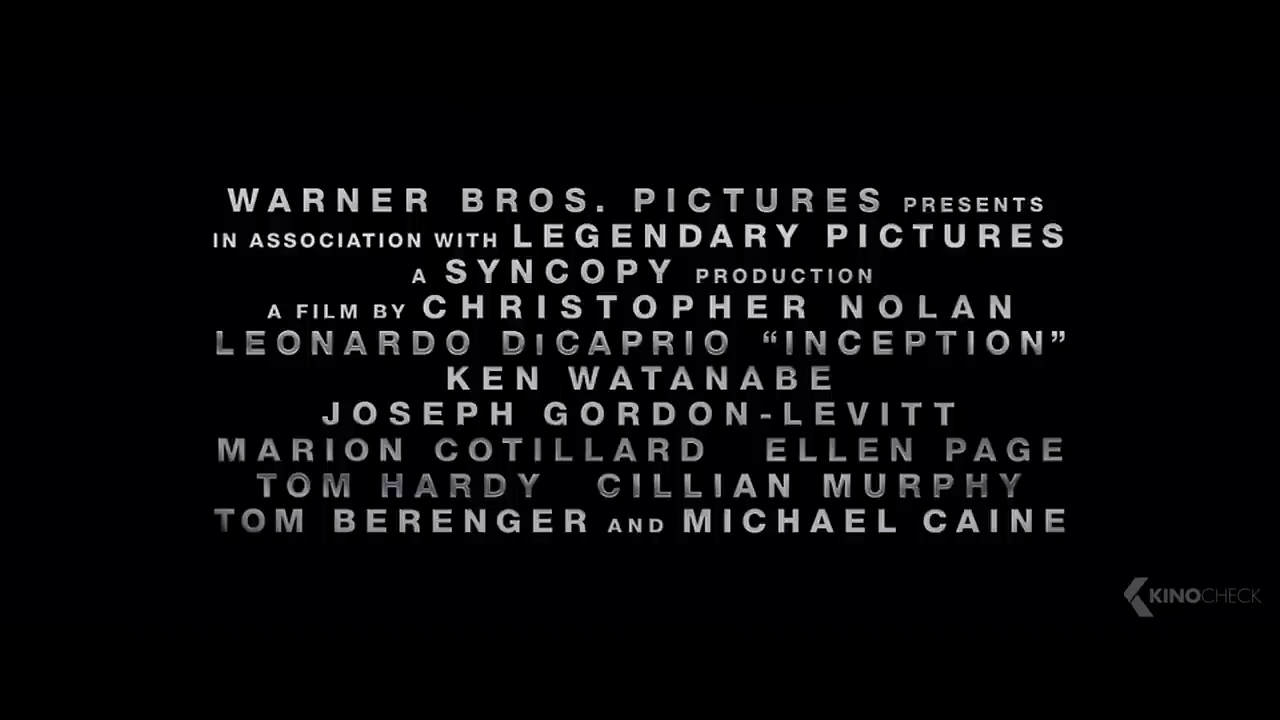 WARNER BROS. PICTURES PRESENTS
IN ASSOCIATION WITH LEGENDARY PICTURES
A SYNCOPY PRODUCTION
A FILM BY CHRISTOPHER NOLAN
LEONARDO DiCAPRIO “INCEPTION”
KEN WATANABE
JOSEPH GORDON-LEVITT
MARION COTILLARD ELLEN PAGE
TOM HARDY CILLIAN MURPHY
TOM BERENGER AND MICHAEL CAINE
KINOCHECK